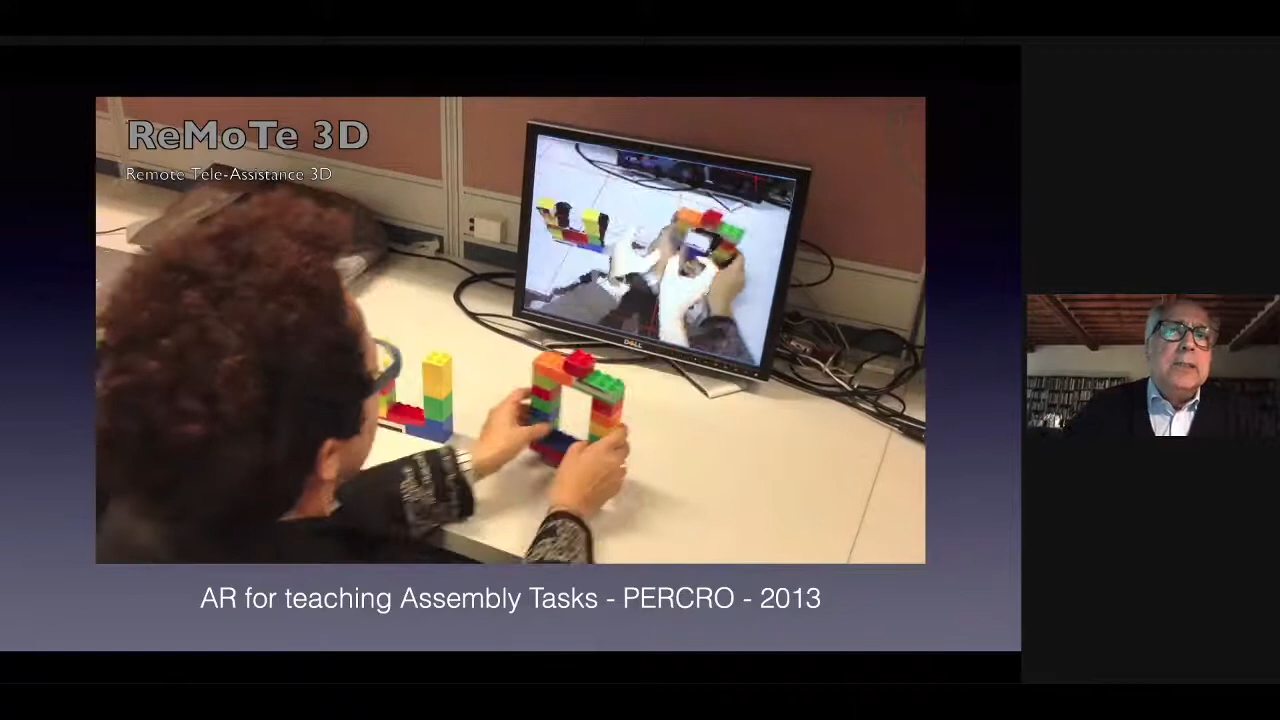 ReMoTe 3D
Remote Tele-Assistance 3D
DELL
AR for teaching Assembly Tasks - PERCRO - 2013